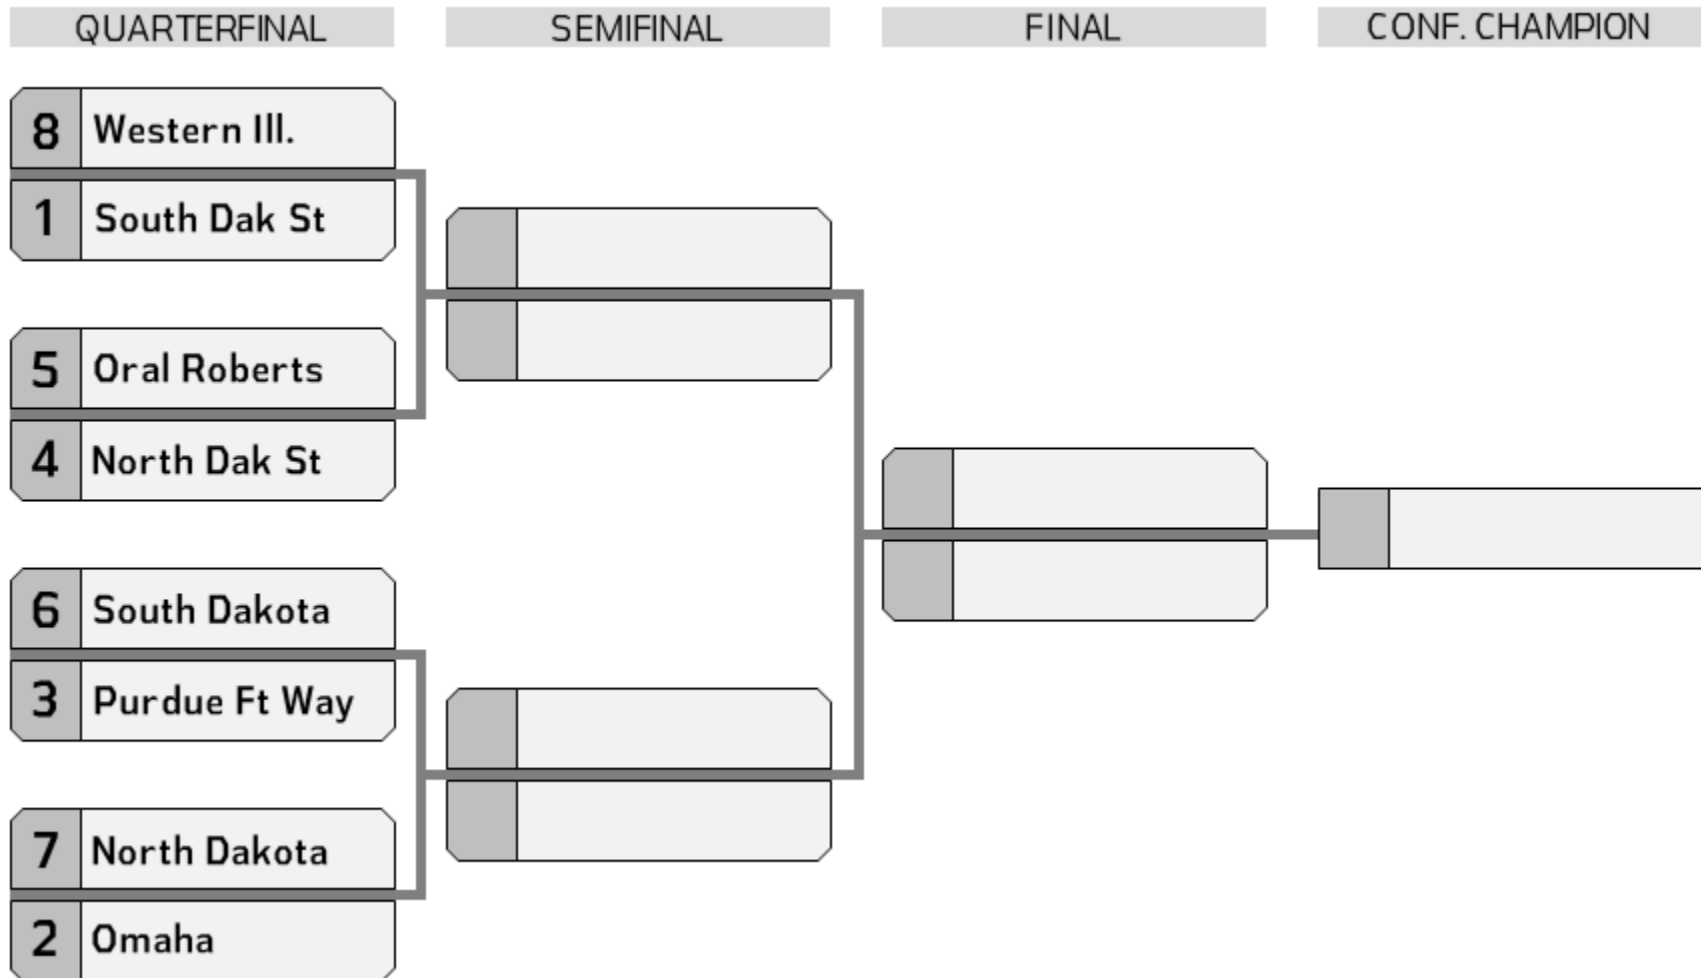 QUARTERFINAL SEMIFINAL FINAL CONF. CHAMPION
8 Western Ill.
1 South Dak St
5 Oral Roberts
4 North Dak St
6 South Dakota
3 Purdue Ft Way
7 North Dakota
2 Omaha